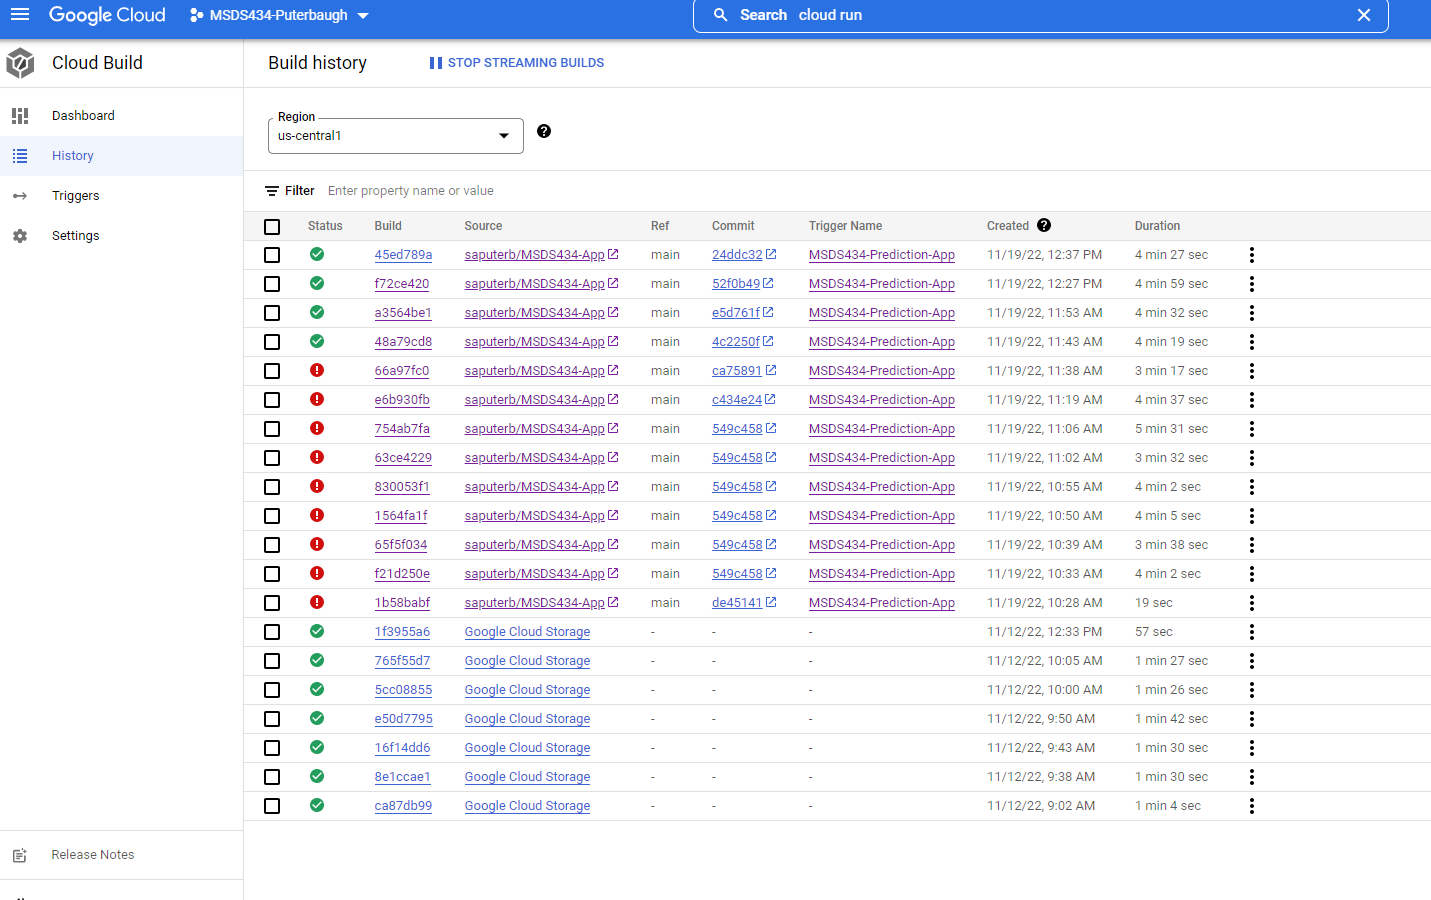 Google Cloud MSDS434-Puterbaugh Search cloud run
Cloud Build Build history STOP STREAMING BUILDS
Dashboard
History
Triggers
Settings
Region
us-central1
Filter Enter property name or value
Status Build Source Ref Commit Trigger Name Created Duration
45ed789a saputerb/MSDS434-App main 24ddc32 MSDS434-Prediction-App 11/19/22, 12:37 PM 4 min 27 sec
f72ce420 saputerb/MSDS434-App main 52f0b49 MSDS434-Prediction-App 11/19/22, 12:27 PM 4 min 59 sec
a3564be1 saputerb/MSDS434-App main e5d761f MSDS434-Prediction-App 11/19/22, 11:53 AM 4 min 32 sec
48a79cd8 saputerb/MSDS434-App main 4c2250f MSDS434-Prediction-App 11/19/22, 11:43 AM 4 min 19 sec
66a97fc0 saputerb/MSDS434-App main ca75891 MSDS434-Prediction-App 11/19/22, 11:38 AM 3 min 17 sec
e6b930fb saputerb/MSDS434-App main c434e24 MSDS434-Prediction-App 11/19/22, 11:19 AM 4 min 37 sec
754ab7fa saputerb/MSDS434-App main 549c458 MSDS434-Prediction-App 11/19/22, 11:06 AM 5 min 31 sec
63ce4229 saputerb/MSDS434-App main 549c458 MSDS434-Prediction-App 11/19/22, 11:02 AM 3 min 32 sec
830053f1 saputerb/MSDS434-App main 549c458 MSDS434-Prediction-App 11/19/22, 10:55 AM 4 min 2 sec
1564fa1f saputerb/MSDS434-App main 549c458 MSDS434-Prediction-App 11/19/22, 10:50 AM 4 min 5 sec
65f5f034 saputerb/MSDS434-App main 549c458 MSDS434-Prediction-App 11/19/22, 10:39 AM 3 min 38 sec
f21d250e saputerb/MSDS434-App main 549c458 MSDS434-Prediction-App 11/19/22, 10:33 AM 4 min 2 sec
1b58babf saputerb/MSDS434-App main de45141 MSDS434-Prediction-App 11/19/22, 10:28 AM 19 sec
1f3955a6 Google Cloud Storage - - - 11/12/22, 12:33 PM 57 sec
765f55d7 Google Cloud Storage - - - 11/12/22, 10:05 AM 1 min 27 sec
5cc08855 Google Cloud Storage - - - 11/12/22, 10:00 AM 1 min 26 sec
e50d7795 Google Cloud Storage - - - 11/12/22, 9:50 AM 1 min 42 sec
16f14dd6 Google Cloud Storage - - - 11/12/22, 9:43 AM 1 min 30 sec
8e1ccae1 Google Cloud Storage - - - 11/12/22, 9:38 AM 1 min 30 sec
ca87db99 Google Cloud Storage - - - 11/12/22, 9:02 AM 1 min 4 sec
Release Notes